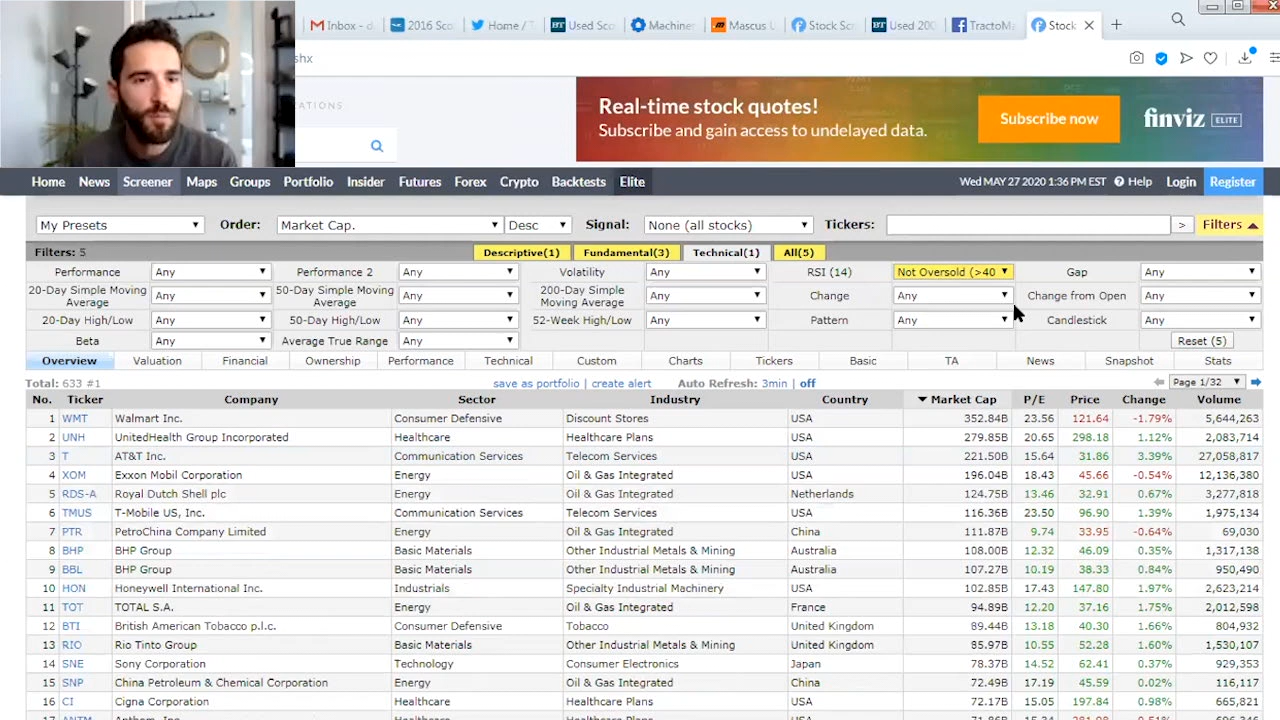 Inbox - d
2016 Sco
Home / T
Used Sco
Machiner
Mascus U
Stock Scr
Used 200
TractoMa
Stock
shx
CATIONS
Real-time stock quotes!
Subscribe and gain access to undelayed data.
Subscribe now
finviz ELITE
Home News Screener Maps Groups Portfolio Insider Futures Forex Crypto Backtests Elite Wed MAY 27 2020 1:36 PM EST Help Login Register
My Presets Order: Market Cap. Desc Signal: None (all stocks) Tickers: > Filters
Filters: 5 Descriptive(1) Fundamental(3) Technical(1) All(5)
Performance Any Performance 2 Any Volatility Any RSI (14) Not Oversold (>40 Gap Any
20-Day Simple Moving Average Any 50-Day Simple Moving Average Any 200-Day Simple Moving Average Any Change Any Change from Open Any
20-Day High/Low Any 50-Day High/Low Any 52-Week High/Low Any Pattern Any Candlestick Any
Beta Any Average True Range Any Reset (5)
Overview Valuation Financial Ownership Performance Technical Custom Charts Tickers Basic TA News Snapshot Stats
Total: 633 #1 save as portfolio | create alert Auto Refresh: 3min | off Page 1/32
No. Ticker Company Sector Industry Country Market Cap P/E Price Change Volume
1 WMT Walmart Inc. Consumer Defensive Discount Stores USA 352.84B 23.56 121.64 -1.79% 5,644,263
2 UNH UnitedHealth Group Incorporated Healthcare Healthcare Plans USA 279.85B 20.65 298.18 1.12% 2,083,714
3 T AT&T Inc. Communication Services Telecom Services USA 221.50B 15.64 31.86 3.39% 27,058,817
4 XOM Exxon Mobil Corporation Energy Oil & Gas Integrated USA 196.04B 18.43 45.66 -0.54% 12,136,380
5 RDS-A Royal Dutch Shell plc Energy Oil & Gas Integrated Netherlands 124.75B 13.46 32.91 0.67% 3,277,818
6 TMUS T-Mobile US, Inc. Communication Services Telecom Services USA 116.36B 23.50 96.90 1.39% 1,975,134
7 PTR PetroChina Company Limited Energy Oil & Gas Integrated China 111.87B 9.74 33.95 -0.64% 69,030
8 BHP BHP Group Basic Materials Other Industrial Metals & Mining Australia 108.00B 12.32 46.09 0.35% 1,317,138
9 BBL BHP Group Basic Materials Other Industrial Metals & Mining Australia 107.27B 10.19 38.33 0.84% 950,490
10 HON Honeywell International Inc. Industrials Specialty Industrial Machinery USA 102.85B 17.43 147.80 1.97% 2,623,214
11 TOT TOTAL S.A. Energy Oil & Gas Integrated France 94.89B 12.20 37.16 1.75% 2,012,598
12 BTI British American Tobacco p.l.c. Consumer Defensive Tobacco United Kingdom 89.44B 13.18 40.30 1.66% 804,932
13 RIO Rio Tinto Group Basic Materials Other Industrial Metals & Mining United Kingdom 85.97B 10.55 52.28 1.60% 1,530,107
14 SNE Sony Corporation Technology Consumer Electronics Japan 78.37B 14.52 62.41 0.37% 929,353
15 SNP China Petroleum & Chemical Corporation Energy Oil & Gas Integrated China 72.49B 17.19 45.59 0.02% 116,117
16 CI Cigna Corporation Healthcare Healthcare Plans USA 72.17B 15.05 197.84 0.98% 665,821